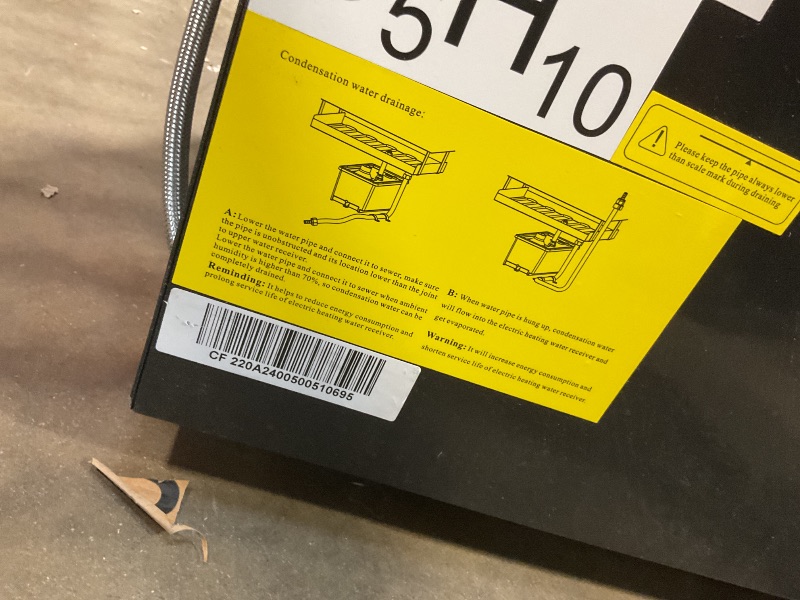 5H10
Condensation water drainage:
Please keep the pipe always lower
than scale mark during draining
A: Lower the water pipe and connect it to sewer, make sure
the pipe is unobstructed and its location lower than the joint
to upper water receiver.
Lower the water pipe and connect it to sewer when ambient
humidity is higher than 70%, so condensation water can be
completely drained.
Reminding: It helps to reduce energy consumption and
prolong service life of electric heating water receiver.
B: When water pipe is hung up, condensation water
will flow into the electric heating water receiver and
get evaporated.
Warning: It will increase energy consumption and
shorten service life of electric heating water receiver.
CF 220A2400500510695